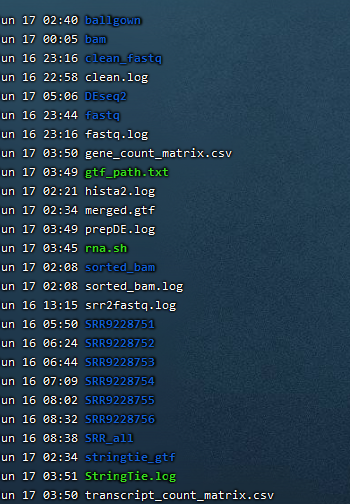 un 17 02:40 ballgown
un 17 00:05 bam
un 16 23:16 clean_fastq
un 16 22:58 clean.log
un 17 05:06 DEseq2
un 16 23:44 fastq
un 16 23:16 fastq.log
un 17 03:50 gene_count_matrix.csv
un 17 03:49 gtf_path.txt
un 17 02:21 hista2.log
un 17 02:34 merged.gtf
un 17 03:49 prepDE.log
un 17 03:45 rna.sh
un 17 02:08 sorted_bam
un 17 02:08 sorted_bam.log
un 16 13:15 srr2fastq.log
un 16 05:50 SRR9228751
un 16 06:24 SRR9228752
un 16 06:44 SRR9228753
un 16 07:09 SRR9228754
un 16 08:02 SRR9228755
un 16 08:32 SRR9228756
un 16 08:38 SRR_all
un 17 02:34 stringtie_gtf
un 17 03:51 StringTie.log
un 17 03:50 transcript_count_matrix.csv